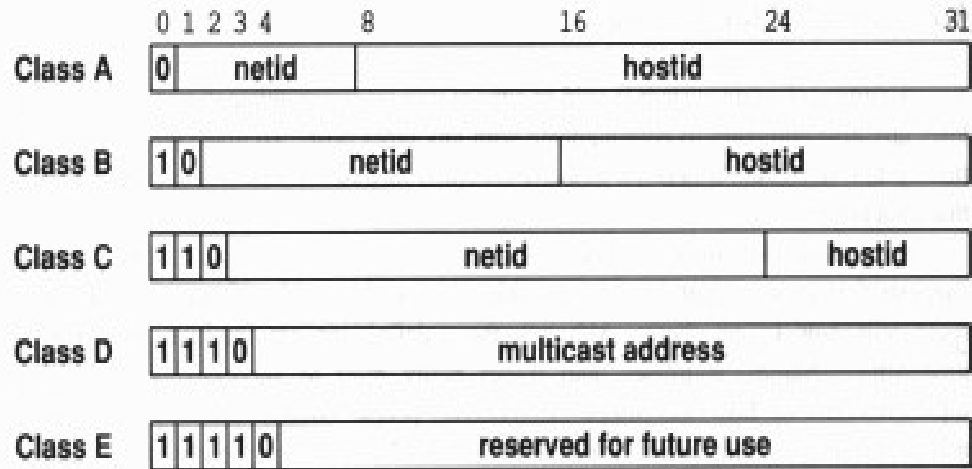 0 1 2 3 4 8 16 24 31
Class A 0 netid hostid
Class B 1 0 netid hostid
Class C 1 1 0 netid hostid
Class D 1 1 1 0 multicast address
Class E 1 1 1 1 0 reserved for future use